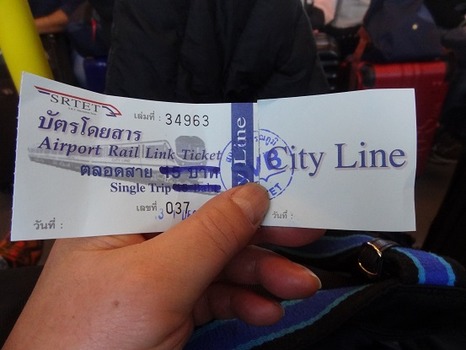 SRTET
เล่มที่ : 34963
บัตรโดยสาร
Airport Rail Link Ticket
ตลอดสาย 15 บาท
Single Trip
เลขที่ : 037
วันที่ :
City Line
วันที่ :